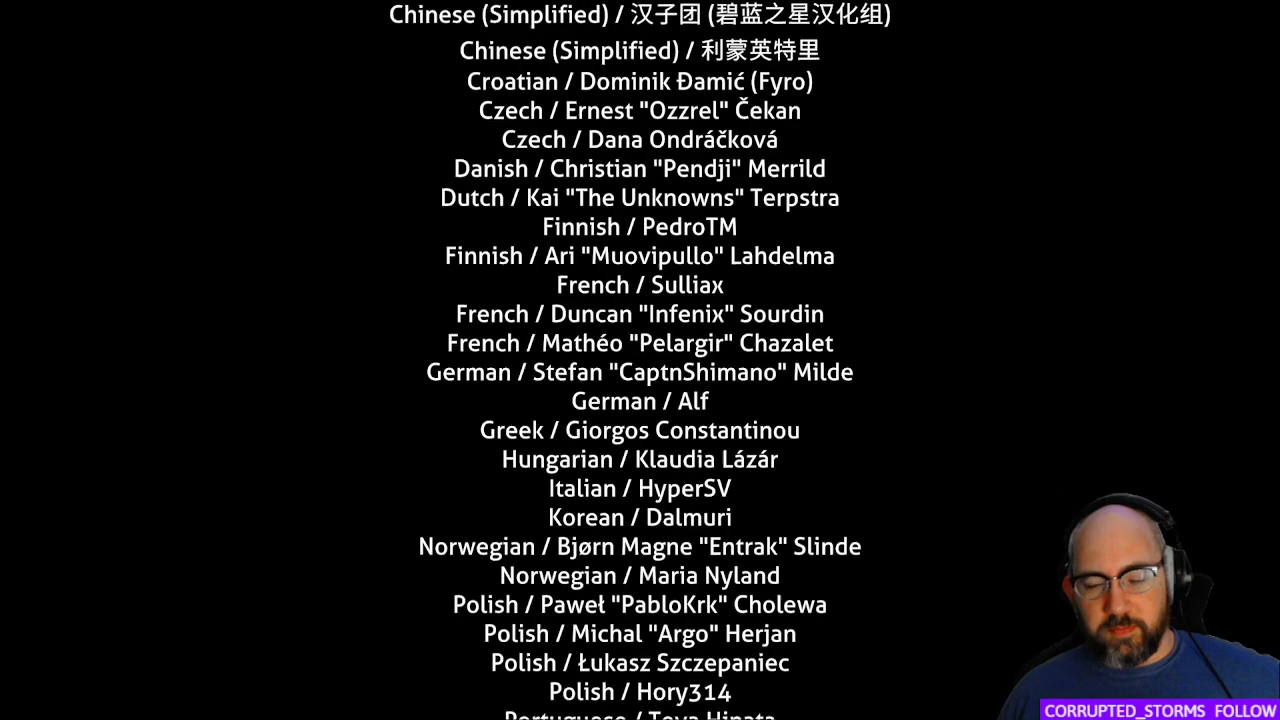 Chinese (Simplified) / 汉子团 (碧蓝之星汉化组)
Chinese (Simplified) / 利蒙英特里
Croatian / Dominik Đamić (Fyro)
Czech / Ernest "Ozzrel" Čekan
Czech / Dana Ondráčková
Danish / Christian "Pendji" Merrild
Dutch / Kai "The Unknowns" Terpstra
Finnish / PedroTM
Finnish / Ari "Muovipullo" Lahdelma
French / Sulliax
French / Duncan "Infenix" Sourdin
French / Mathéo "Pelargir" Chazalet
German / Stefan "CaptnShimano" Milde
German / Alf
Greek / Giorgos Constantinou
Hungarian / Klaudia Lázár
Italian / HyperSV
Korean / Dalmuri
Norwegian / Bjørn Magne "Entrak" Slinde
Norwegian / Maria Nyland
Polish / Paweł "PabloKrk" Cholewa
Polish / Michal "Argo" Herjan
Polish / Łukasz Szczepaniec
Polish / Hory314
Portuguese /
CORRUPTED_STORMS FOLLOW